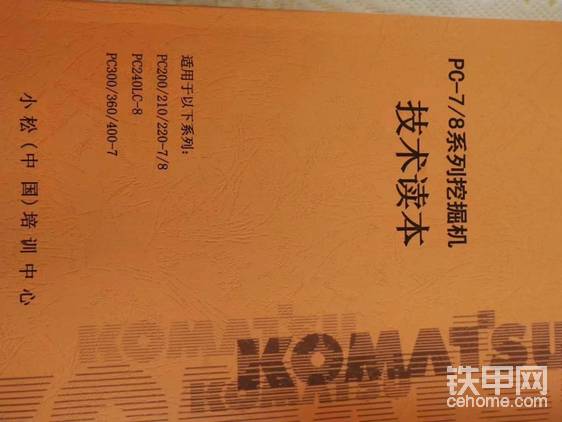 PC-7/8系列挖掘机
技术读本
适用于以下系列:
PC200/210/220-7/8
PC240LC-8
PC300/360/400-7
小松(中国)培训中心
KOMATSU
KOMATSU
KOMATSU
铁甲网
cehome.com